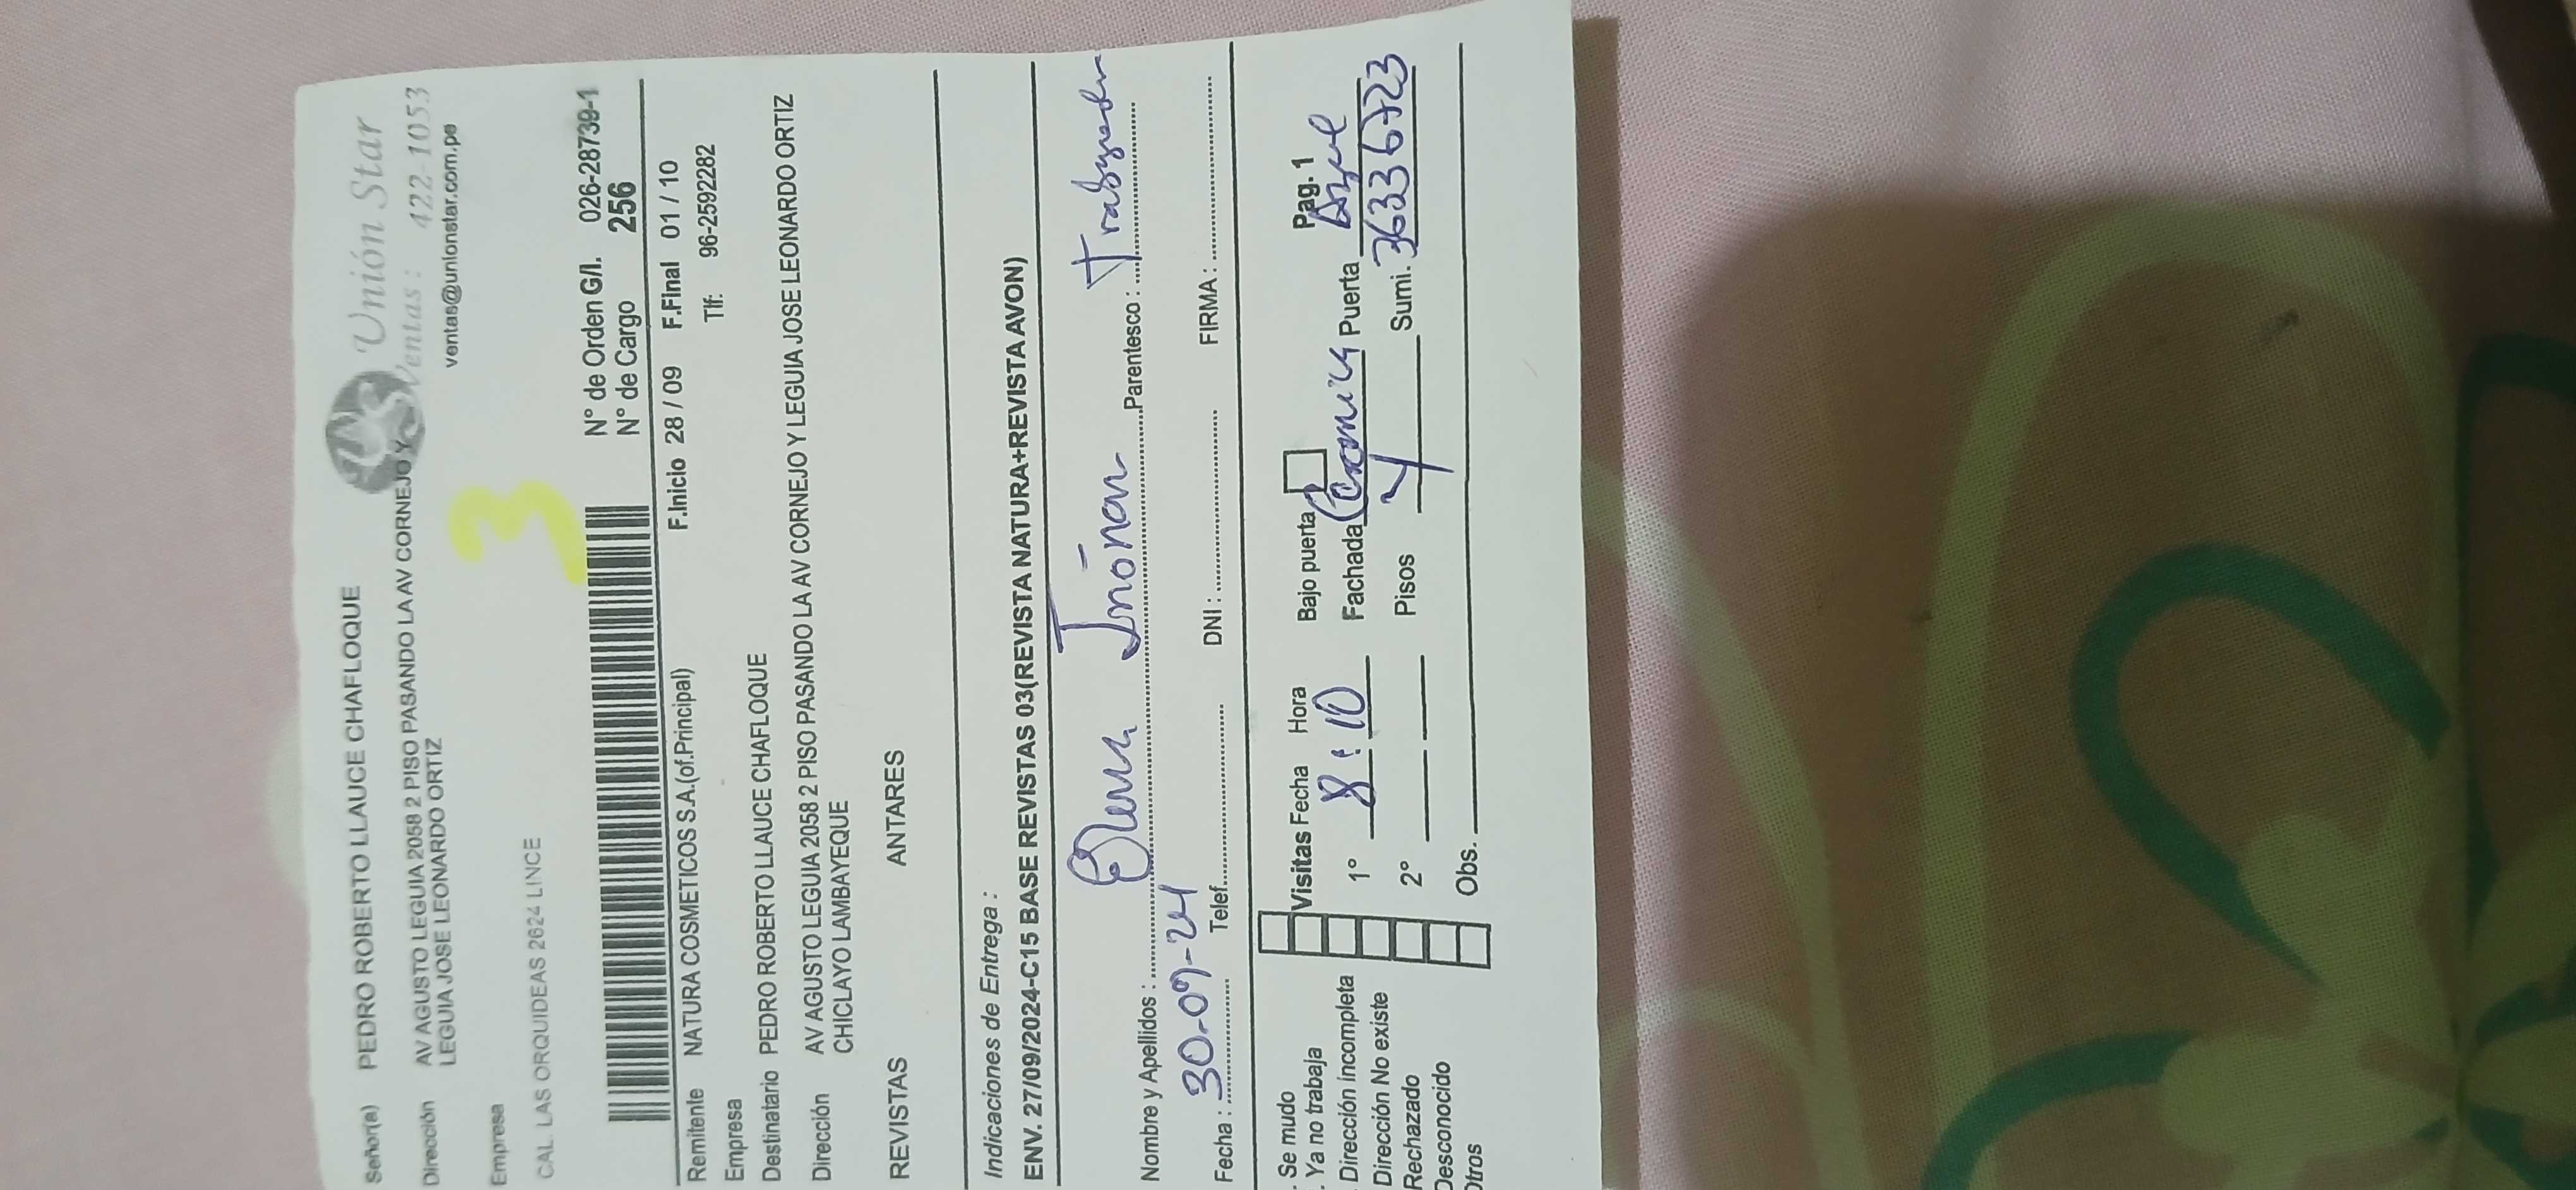 Unión Star
Ventas : 422-1053
ventas@unionstar.com.pe
Señor(e) PEDRO ROBERTO LLAUCE CHAFLOQUE
Dirección AV AGUSTO LEGUIA 2058 2 PISO PASANDO LA AV CORNEJO Y
LEGUIA JOSE LEONARDO ORTIZ
Empresa
3
CAL. LAS ORQUIDEAS 2624 LINCE
N° de Orden G/I. 026-28739-1
N° de Cargo 256
F.Inicio 28 / 09 F.Final 01 / 10
Remitente NATURA COSMETICOS S.A.(of.Principal)
Tlf: 96-2592282
Empresa
Destinatario PEDRO ROBERTO LLAUCE CHAFLOQUE
Dirección AV AGUSTO LEGUIA 2058 2 PISO PASANDO LA AV CORNEJO Y LEGUIA JOSE LEONARDO ORTIZ
CHICLAYO LAMBAYEQUE
REVISTAS ANTARES
Indicaciones de Entrega :
ENV. 27/09/2024-C15 BASE REVISTAS 03(REVISTA NATURA+REVISTA AVON)
Nombre y Apellidos : Inoñan Parentesco :
Fecha : 30-09-24 Telef. DNI : FIRMA :
Pag. 1
. Se mudo Visitas Fecha Hora Bajo puerta
. Ya no trabaja 1° 8:10 Fachada Puerta Azul
Dirección incompleta 2° Pisos 4 Sumi.
Dirección No existe
Rechazado Obs.
Desconocido
Otros